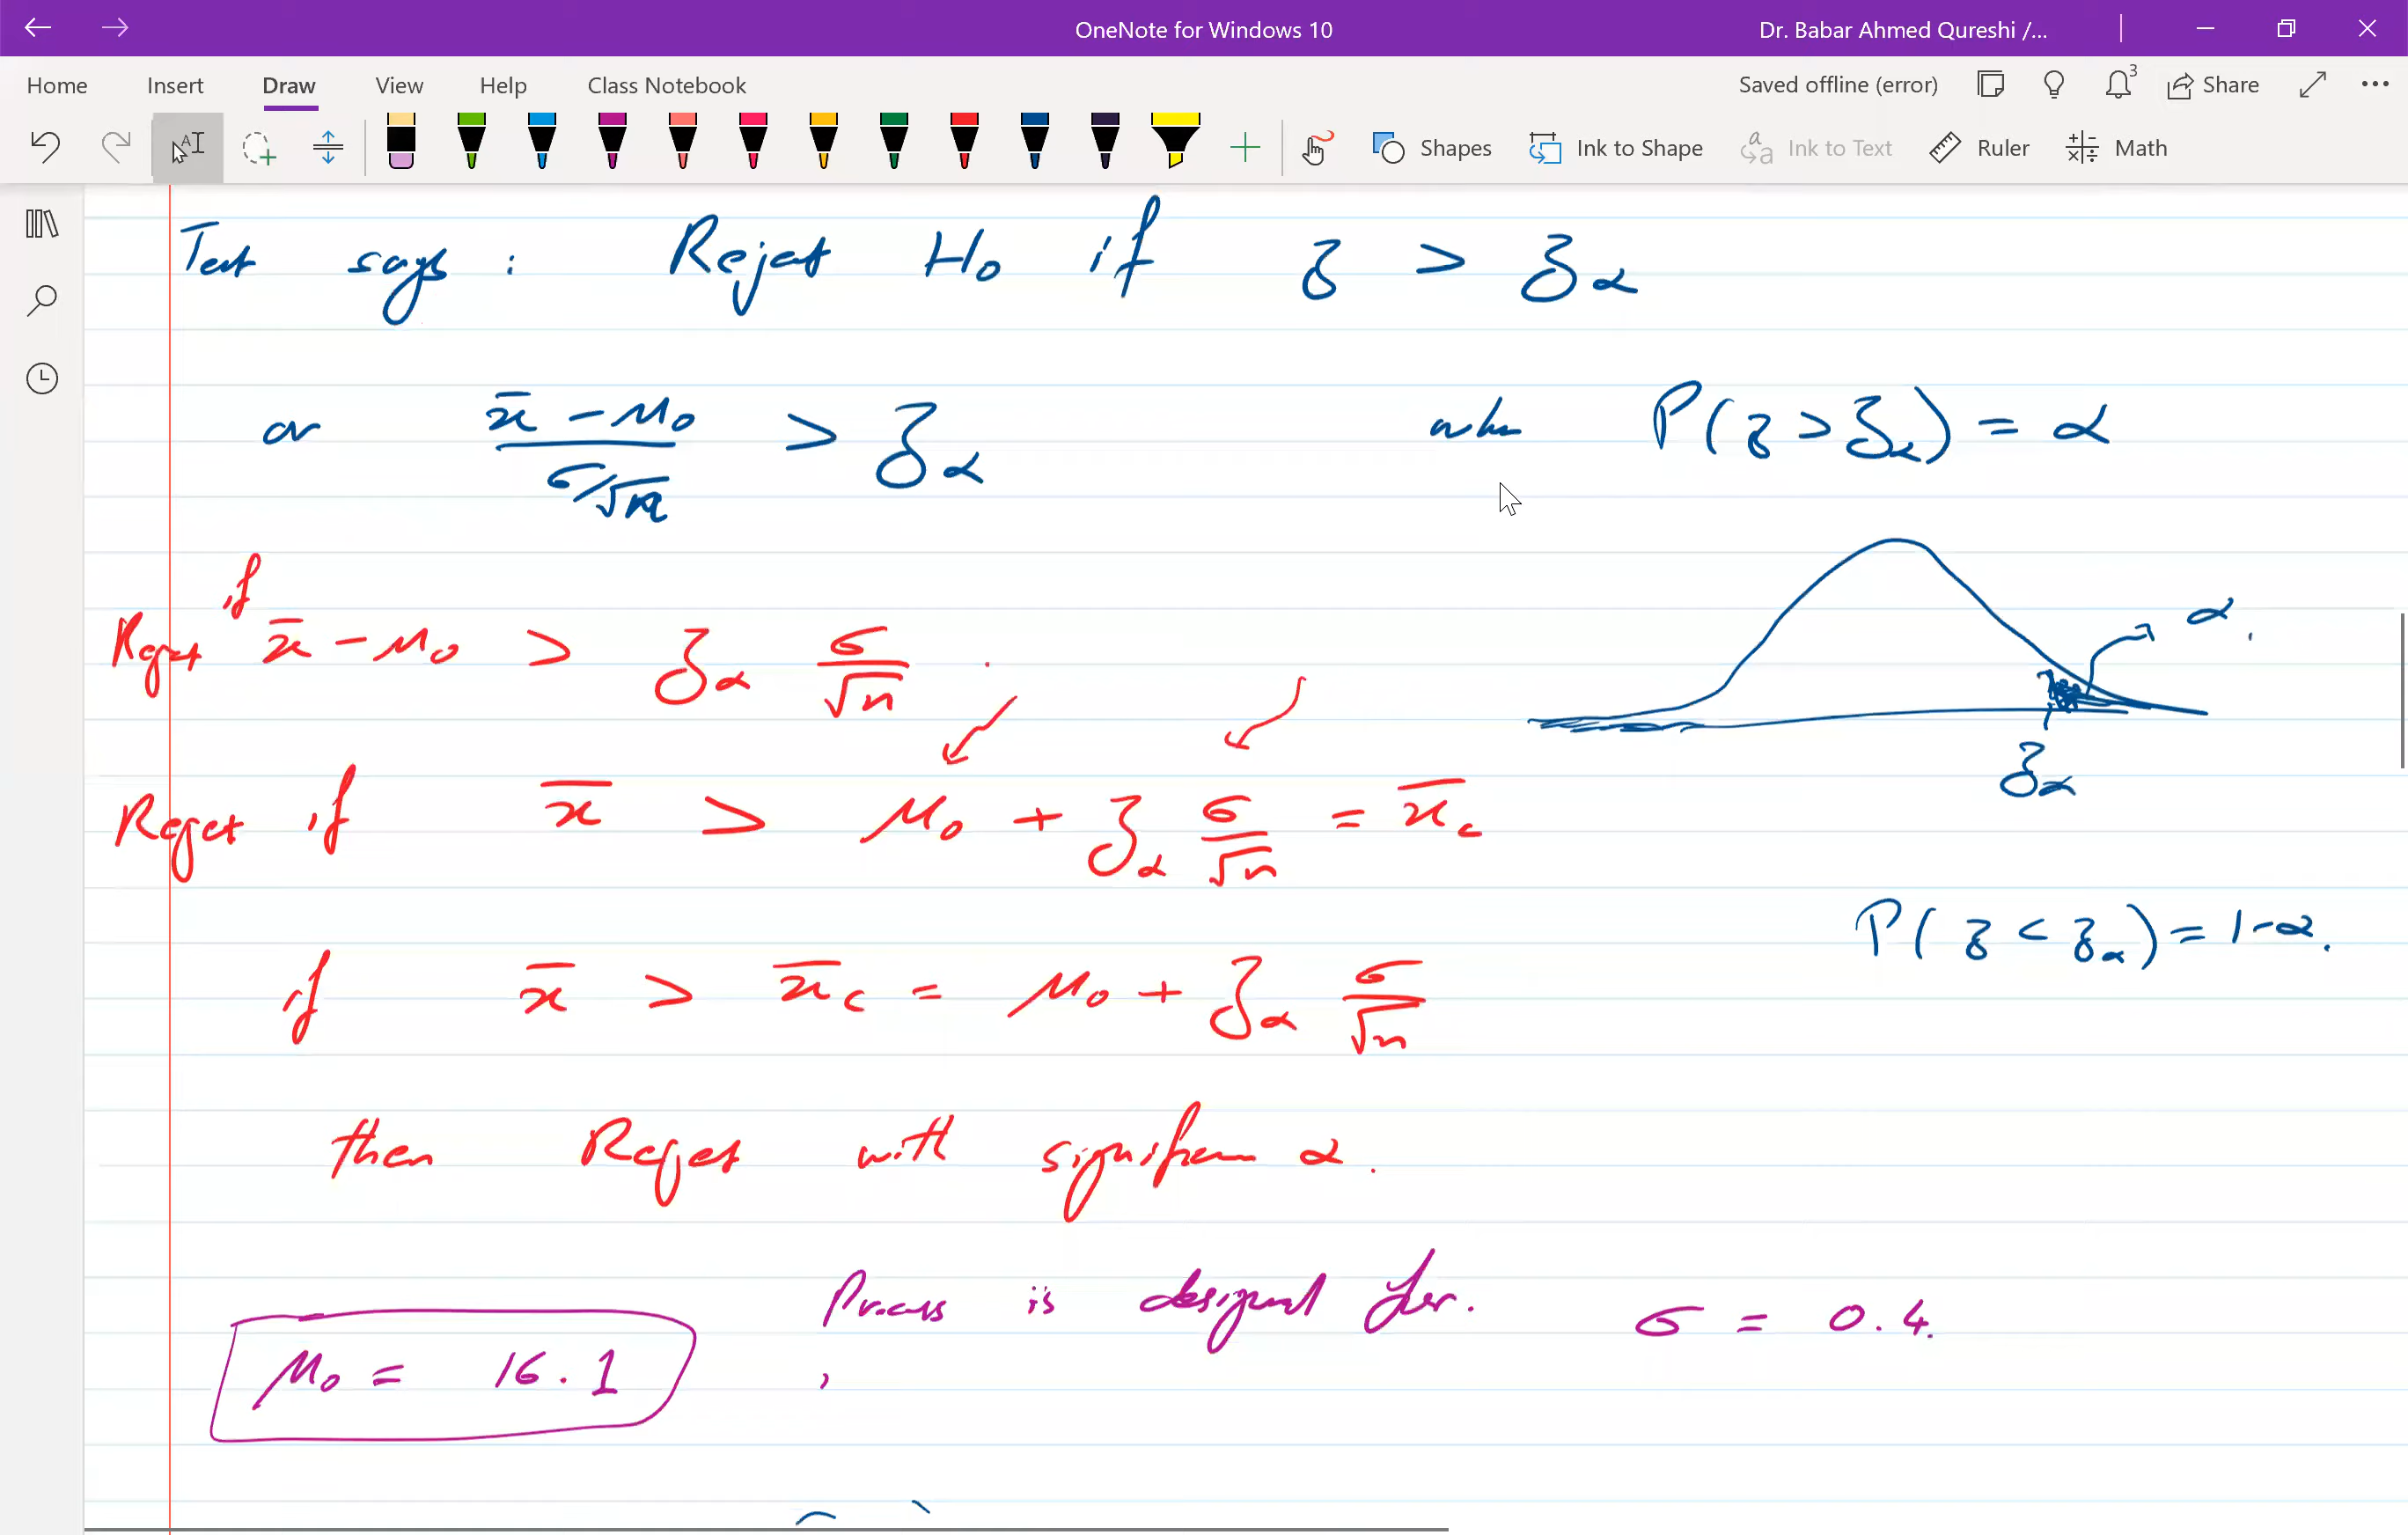 OneNote for Windows 10
Dr. Babar Ahmed Qureshi /...
Home Insert Draw View Help Class Notebook
Saved offline (error) 3 Share
Shapes Ink to Shape Ink to Text Ruler Math
Test says : Reject H₀ if z > z_α
or (x̄ - μ₀)/(σ/√n) > z_α when P(z > z_α) = α
Reject if x̄ - μ₀ > z_α σ/√n .
α .
z_α
Reject if x̄ > μ₀ + z_α σ/√n = x̄_c
P(z < z_α) = 1-α.
if x̄ > x̄_c = μ₀ + z_α σ/√n
then Reject with α .
Process is designed for. σ = 0.4.
μ₀ = 16.1 ,